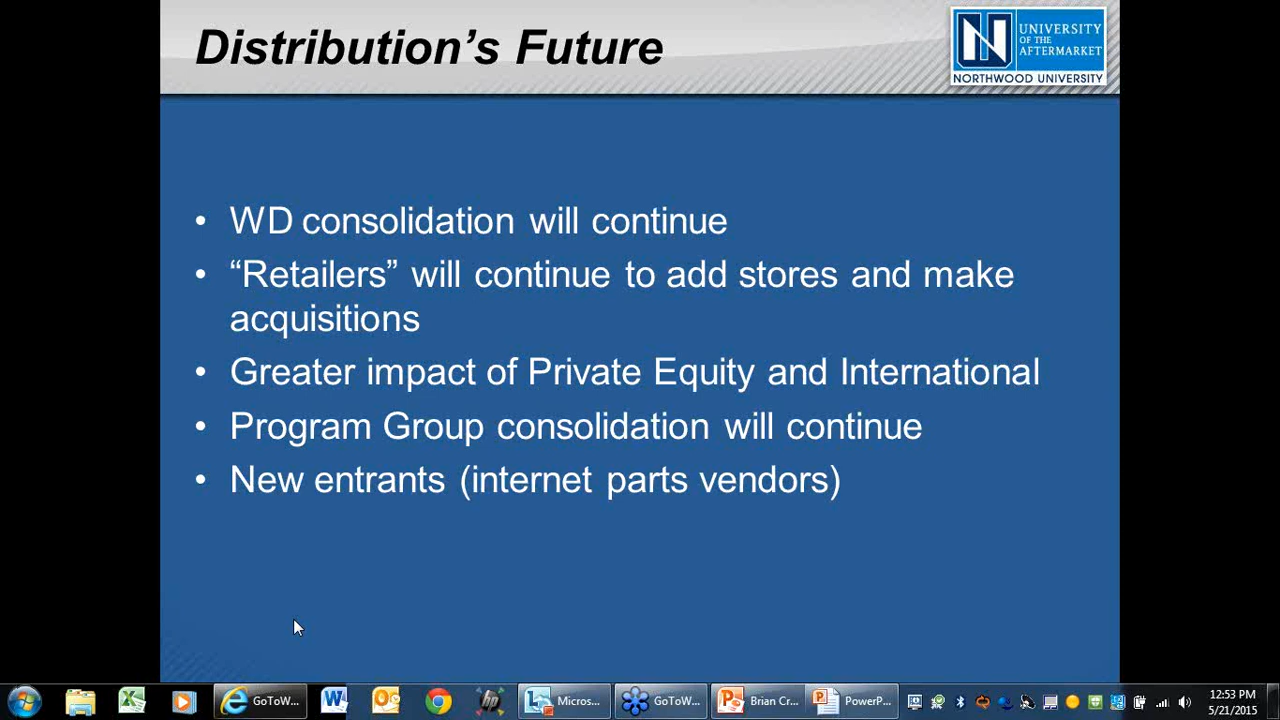 Distribution’s Future
N
UNIVERSITY
OF THE
AFTERMARKET
NORTHWOOD UNIVERSITY
• WD consolidation will continue
• “Retailers” will continue to add stores and make
acquisitions
• Greater impact of Private Equity and International
• Program Group consolidation will continue
• New entrants (internet parts vendors)
GoToW...
Micros...
GoToW...
Brian Cr...
PowerP...
12:53 PM
5/21/2015